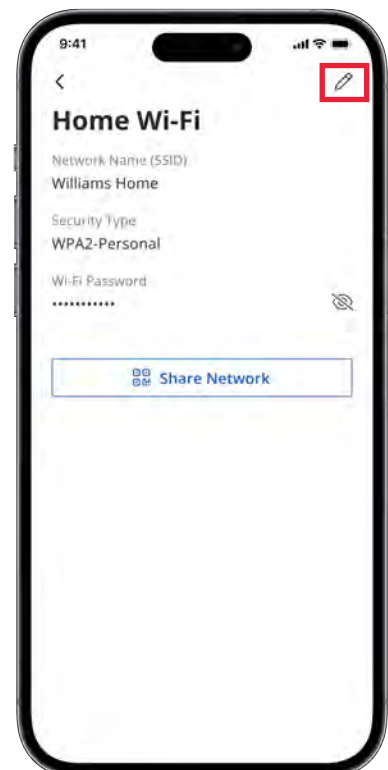 9:41
Home Wi-Fi
Network Name (SSID)
Williams Home
Security Type
WPA2-Personal
Wi-Fi Password
•••••••••••
Share Network